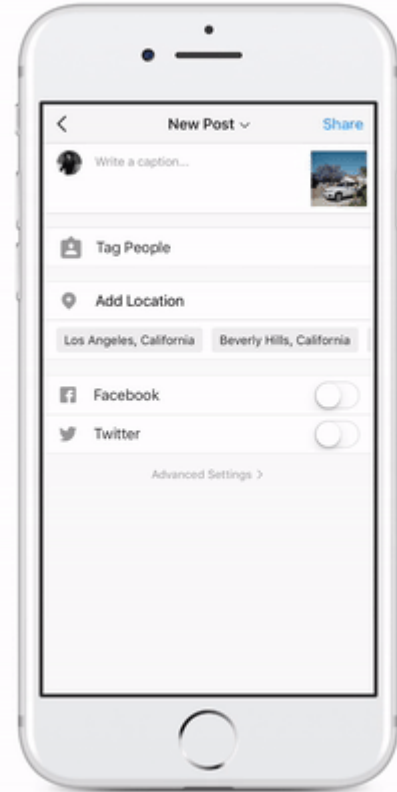 New Post
Share
Write a caption...
Tag People
Add Location
Los Angeles, California
Beverly Hills, California
Facebook
Twitter
Advanced Settings >